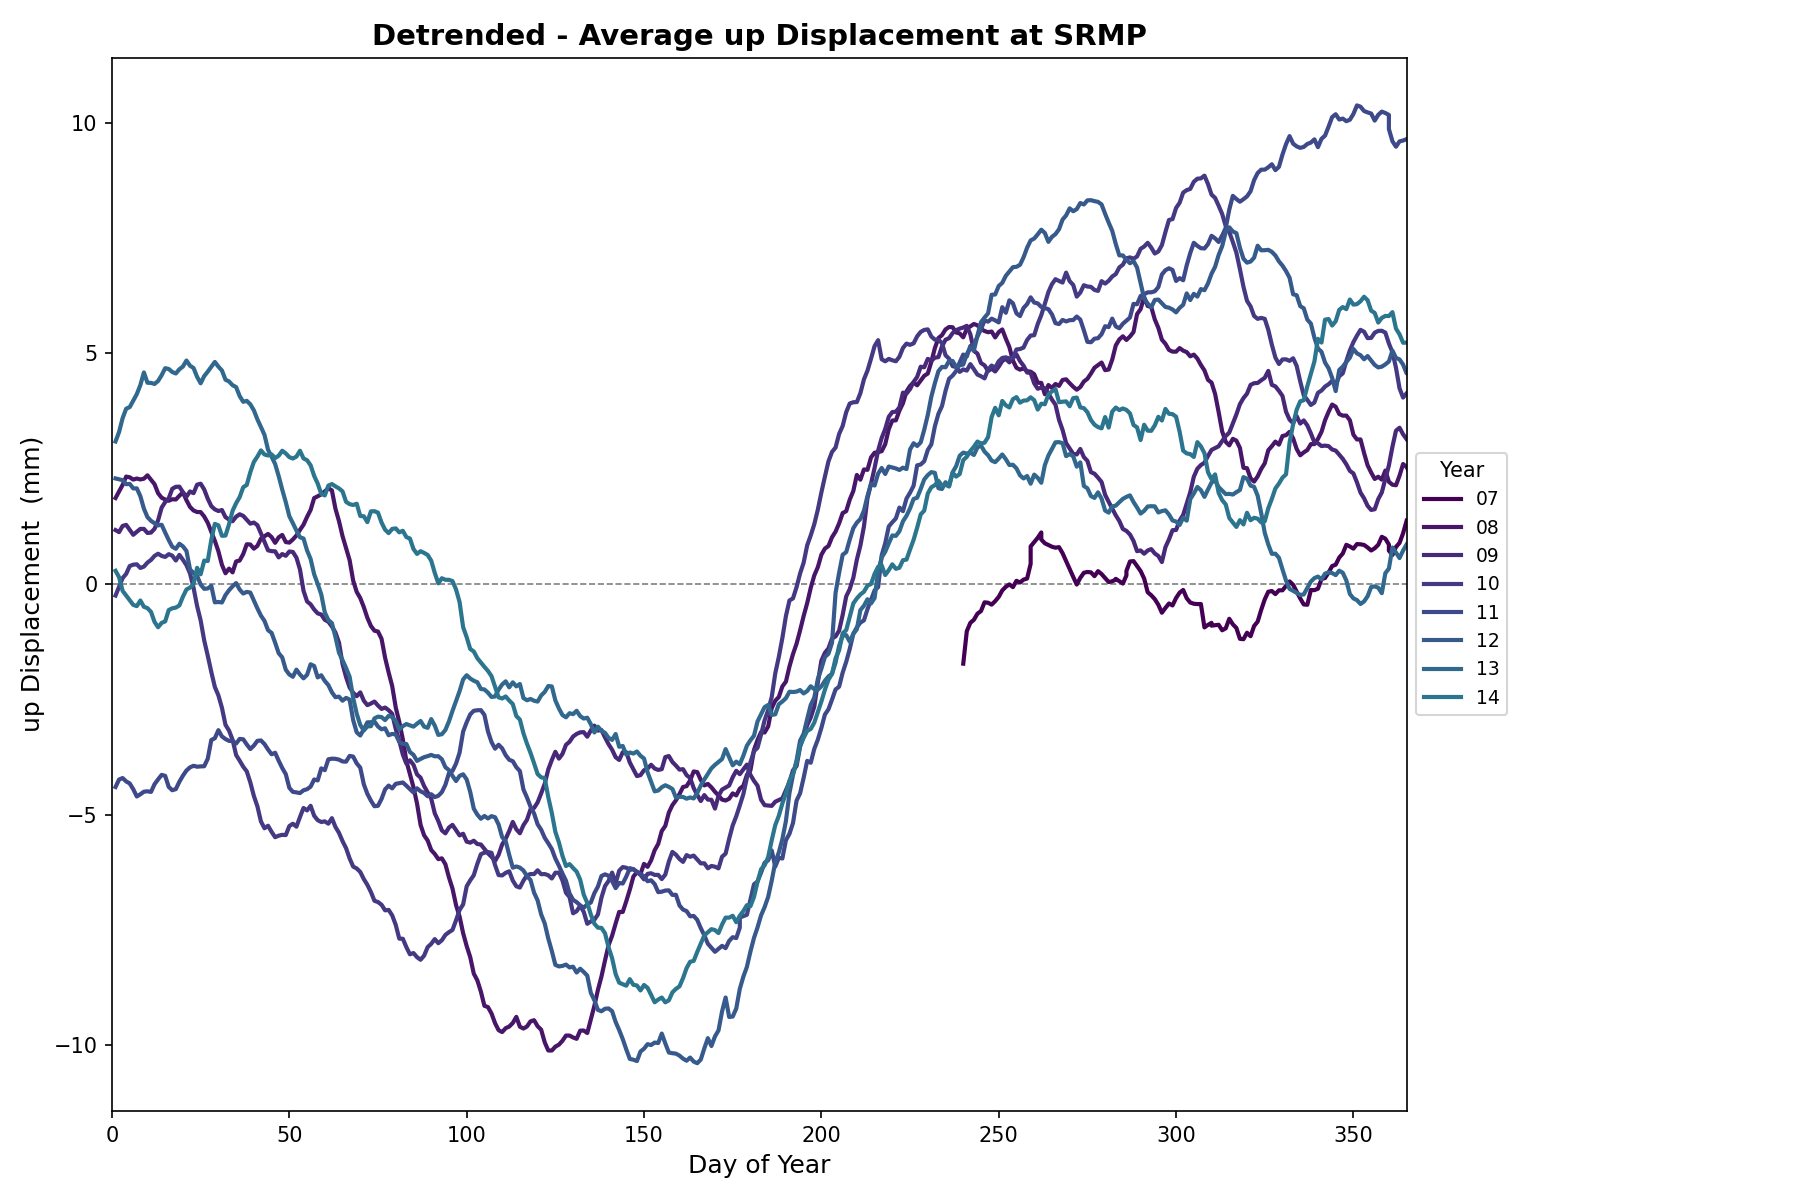 Detrended - Average up Displacement at SRMP
up Displacement (mm)
10
5
0
−5
−10
0 50 100 150 200 250 300 350
Day of Year
Year
07
08
09
10
11
12
13
14